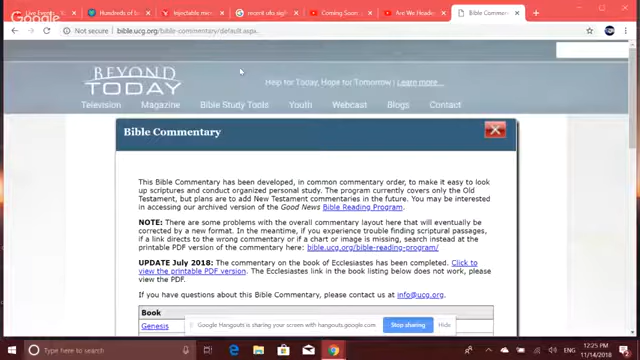 Live Events -
Google
Hundreds of b
Injectable me
recent ufo sigh
Coming Soon
Are We Heade
Bible Comme
Not secure | bible.ucg.org/bible-commentary/default.aspx
BEYOND
TODAY
Help for Today, Hope for Tomorrow | Learn more...
Television Magazine Bible Study Tools Youth Webcast Blogs Contact
Bible Commentary
This Bible Commentary has been developed, in common commentary order, to make it easy to look
up scriptures and conduct organized personal study. The program currently covers only the Old
Testament, but plans are to add New Testament commentaries in the future. You may be interested
in accessing our archived version of the Good News Bible Reading Program.
NOTE: There are some problems with the overall commentary layout here that will eventually be
corrected by a new format. In the meantime, if you experience trouble finding scriptural passages,
if a link directs to the wrong commentary or if a chart or image is missing, search instead at the
printable PDF version of the commentary here: bible.ucg.org/bible-reading-program/
UPDATE July 2018: The commentary on the book of Ecclesiastes has been completed. Click to
view the printable PDF version. The Ecclesiastes link in the book listing below does not work, please
view the PDF.
If you have questions about this Bible Commentary, please contact us at info@ucg.org.
Book
Genesis
Google Hangouts is sharing your screen with hangouts.google.com.
Stop sharing
Hide
Type here to search
ENG
12:25 PM
11/14/2018